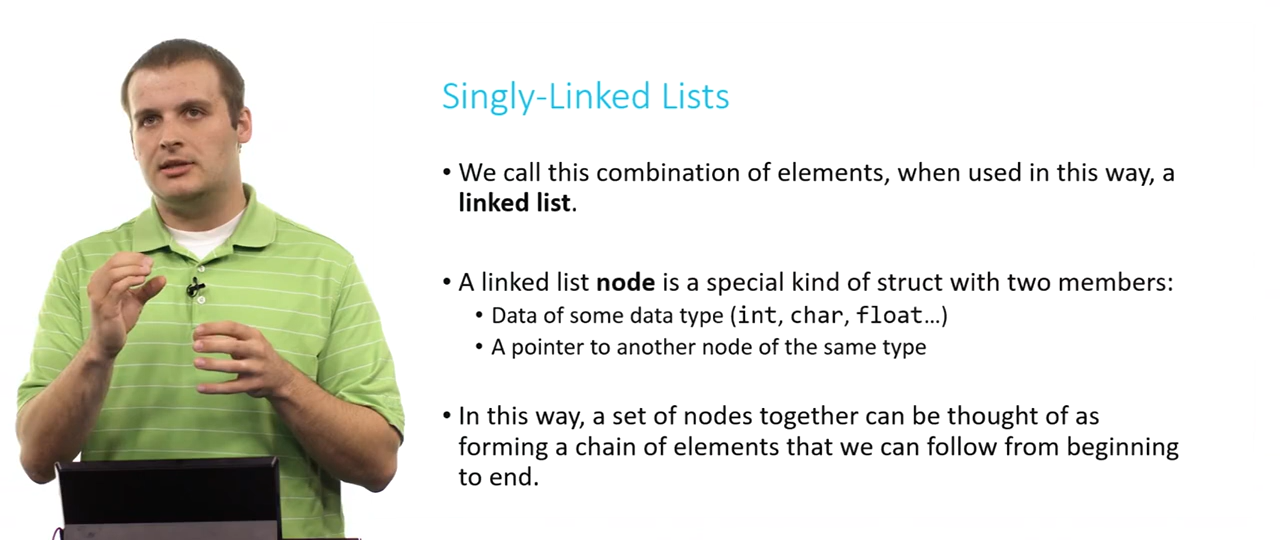 Singly-Linked Lists
• We call this combination of elements, when used in this way, a
linked list.
• A linked list node is a special kind of struct with two members:
• Data of some data type (int, char, float…)
• A pointer to another node of the same type
• In this way, a set of nodes together can be thought of as
forming a chain of elements that we can follow from beginning
to end.